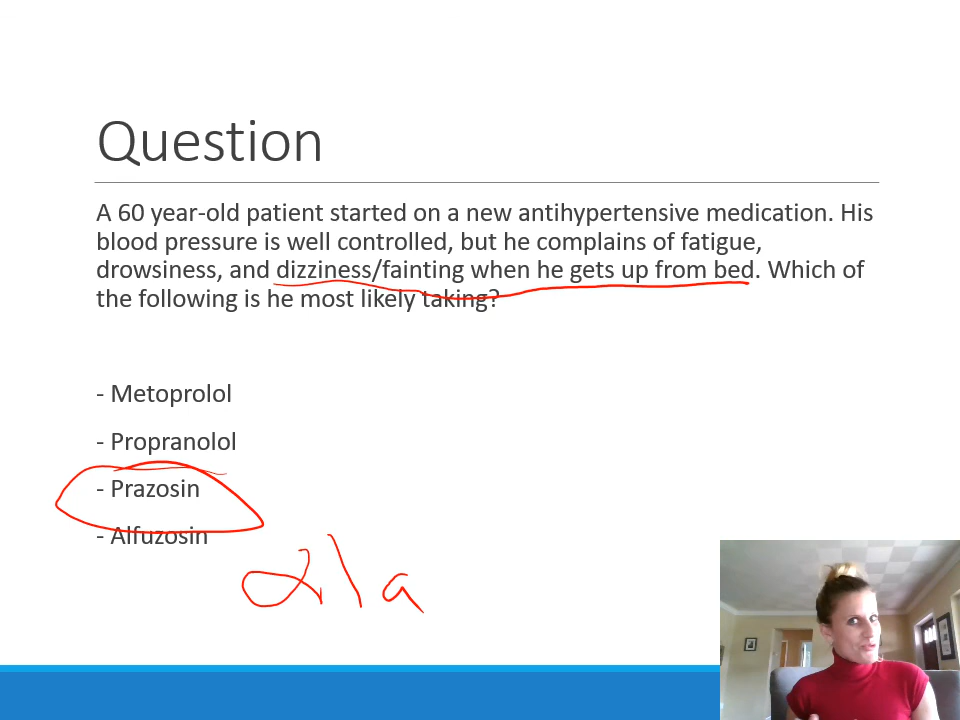 Question
A 60 year-old patient started on a new antihypertensive medication. His
blood pressure is well controlled, but he complains of fatigue,
drowsiness, and dizziness/fainting when he gets up from bed. Which of
the following is he most likely taking?
- Metoprolol
- Propranolol
- Prazosin
- Alfuzosin
α1a